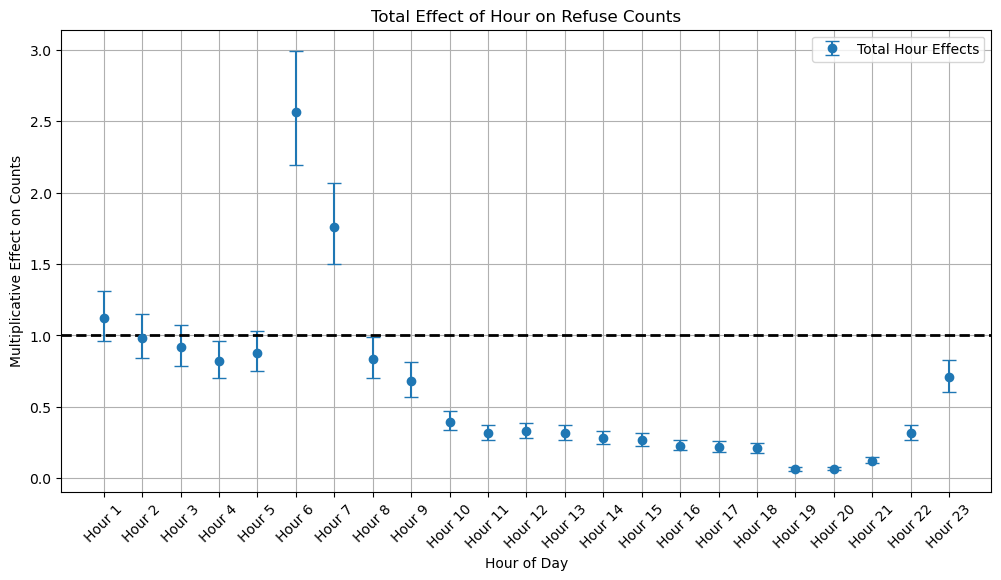 Total Effect of Hour on Refuse Counts
Total Hour Effects
Multiplicative Effect on Counts
3.0
2.5
2.0
1.5
1.0
0.5
0.0
Hour 1
Hour 2
Hour 3
Hour 4
Hour 5
Hour 6
Hour 7
Hour 8
Hour 9
Hour 10
Hour 11
Hour 12
Hour 13
Hour 14
Hour 15
Hour 16
Hour 17
Hour 18
Hour 19
Hour 20
Hour 21
Hour 22
Hour 23
Hour of Day